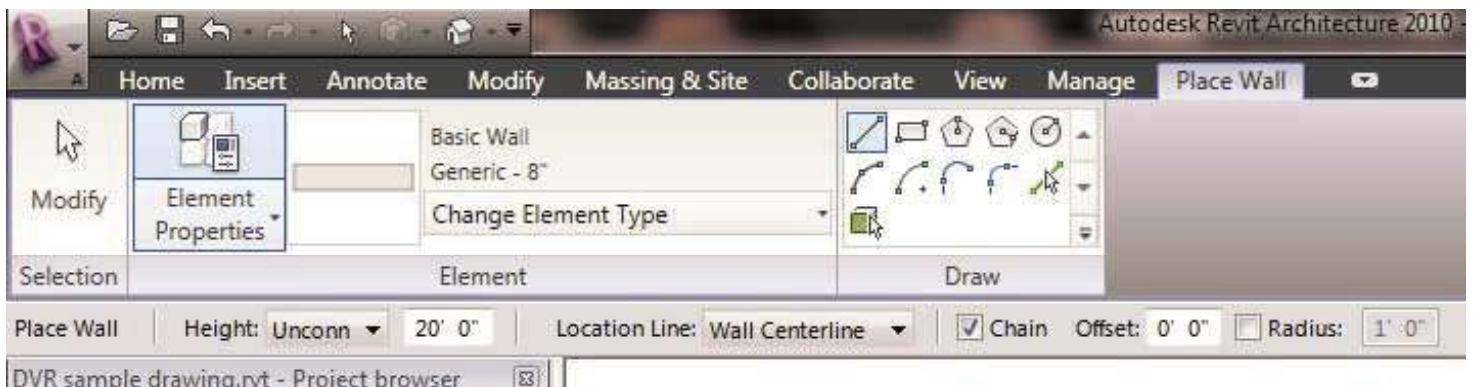 Autodesk Revit Architecture 2010 -
Home Insert Annotate Modify Massing & Site Collaborate View Manage Place Wall
Modify
Element
Properties
Basic Wall
Generic - 8"
Change Element Type
Selection Element Draw
Place Wall Height: Unconn 20' 0" Location Line: Wall Centerline Chain Offset: 0' 0" Radius: 1' 0"
DVR sample drawing.rvt - Project browser